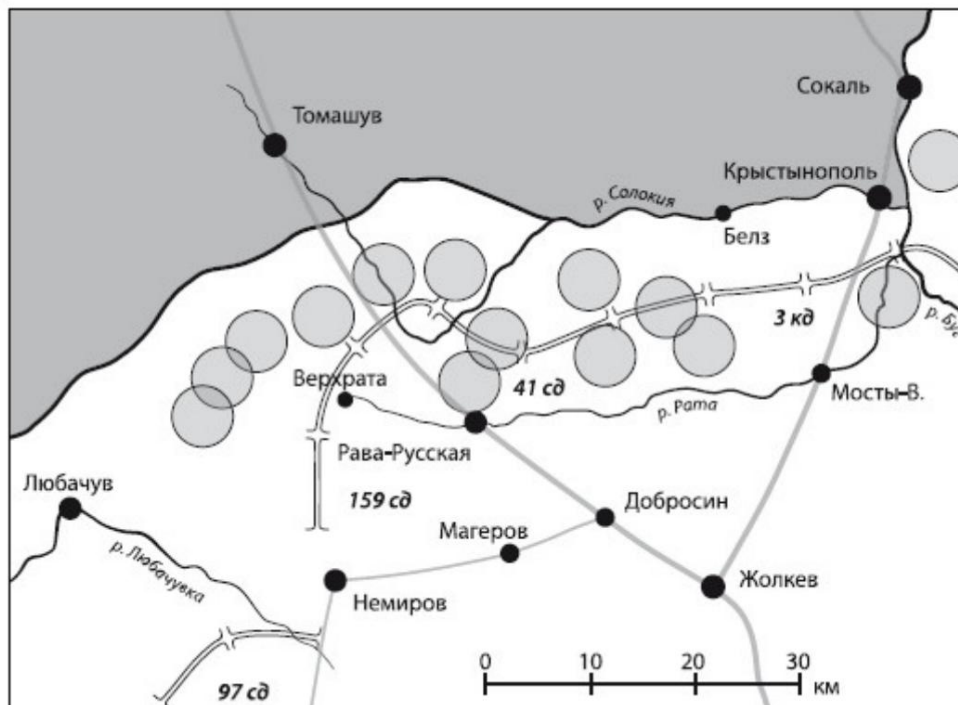 Сокаль
Томашув
Крыстынополь
р. Солокия
Белз
3 кд
р. Буг
Верхрата
41 сд
Мосты-В.
р. Рата
Рава-Русская
Любачув
159 сд
Добросин
Магеров
р. Любачувка
Жолкев
Немиров
0 10 20 30
км
97 сд